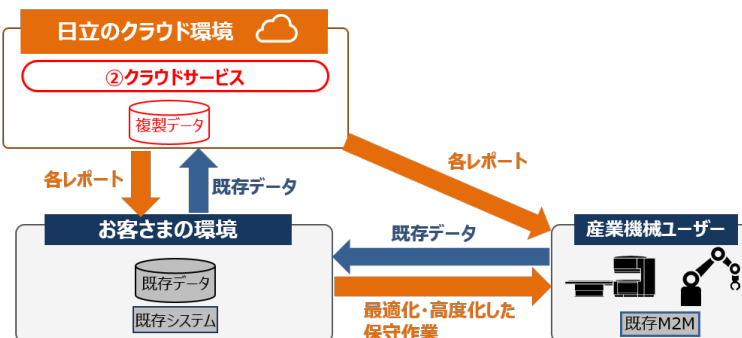 日立のクラウド環境
②クラウドサービス
複製データ
各レポート
既存データ
各レポート
お客さまの環境
既存データ
産業機械ユーザー
既存データ
既存システム
最適化・高度化した
保守作業
既存M2M